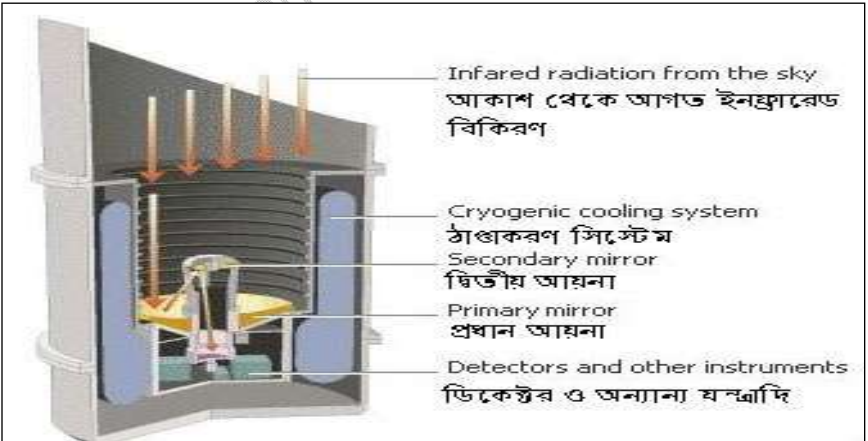 Infared radiation from the sky
আকাশ থেকে আগত ইনফ্রারেড
বিকিরণ
Cryogenic cooling system
ঠাণ্ডাকরণ সিস্টেম
Secondary mirror
দ্বিতীয় আয়না
Primary mirror
প্রধান আয়না
Detectors and other instruments
ডিকেক্টর ও অন্যান্য যন্ত্রাদি